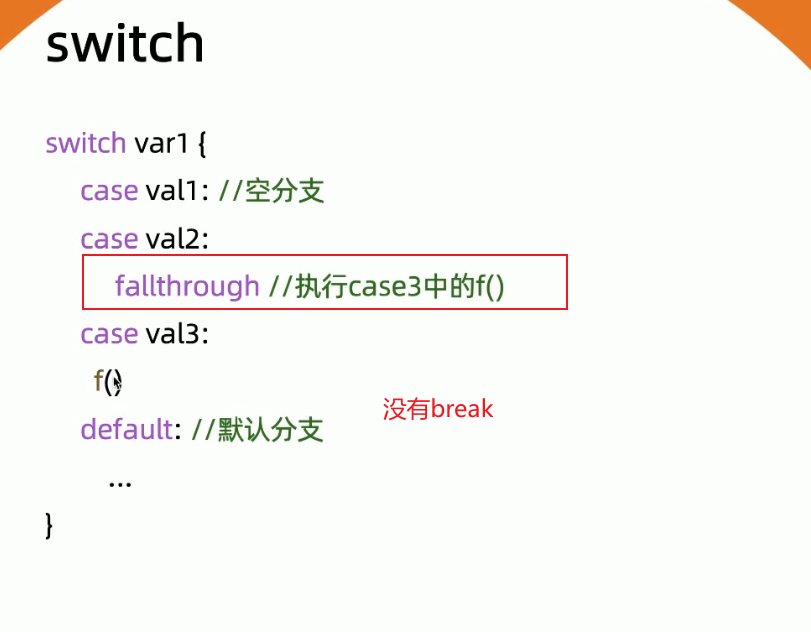 switch
switch var1 {
case val1: //空分支
case val2:
fallthrough //执行case3中的f()
case val3:
f()
没有break
default: //默认分支
...
}